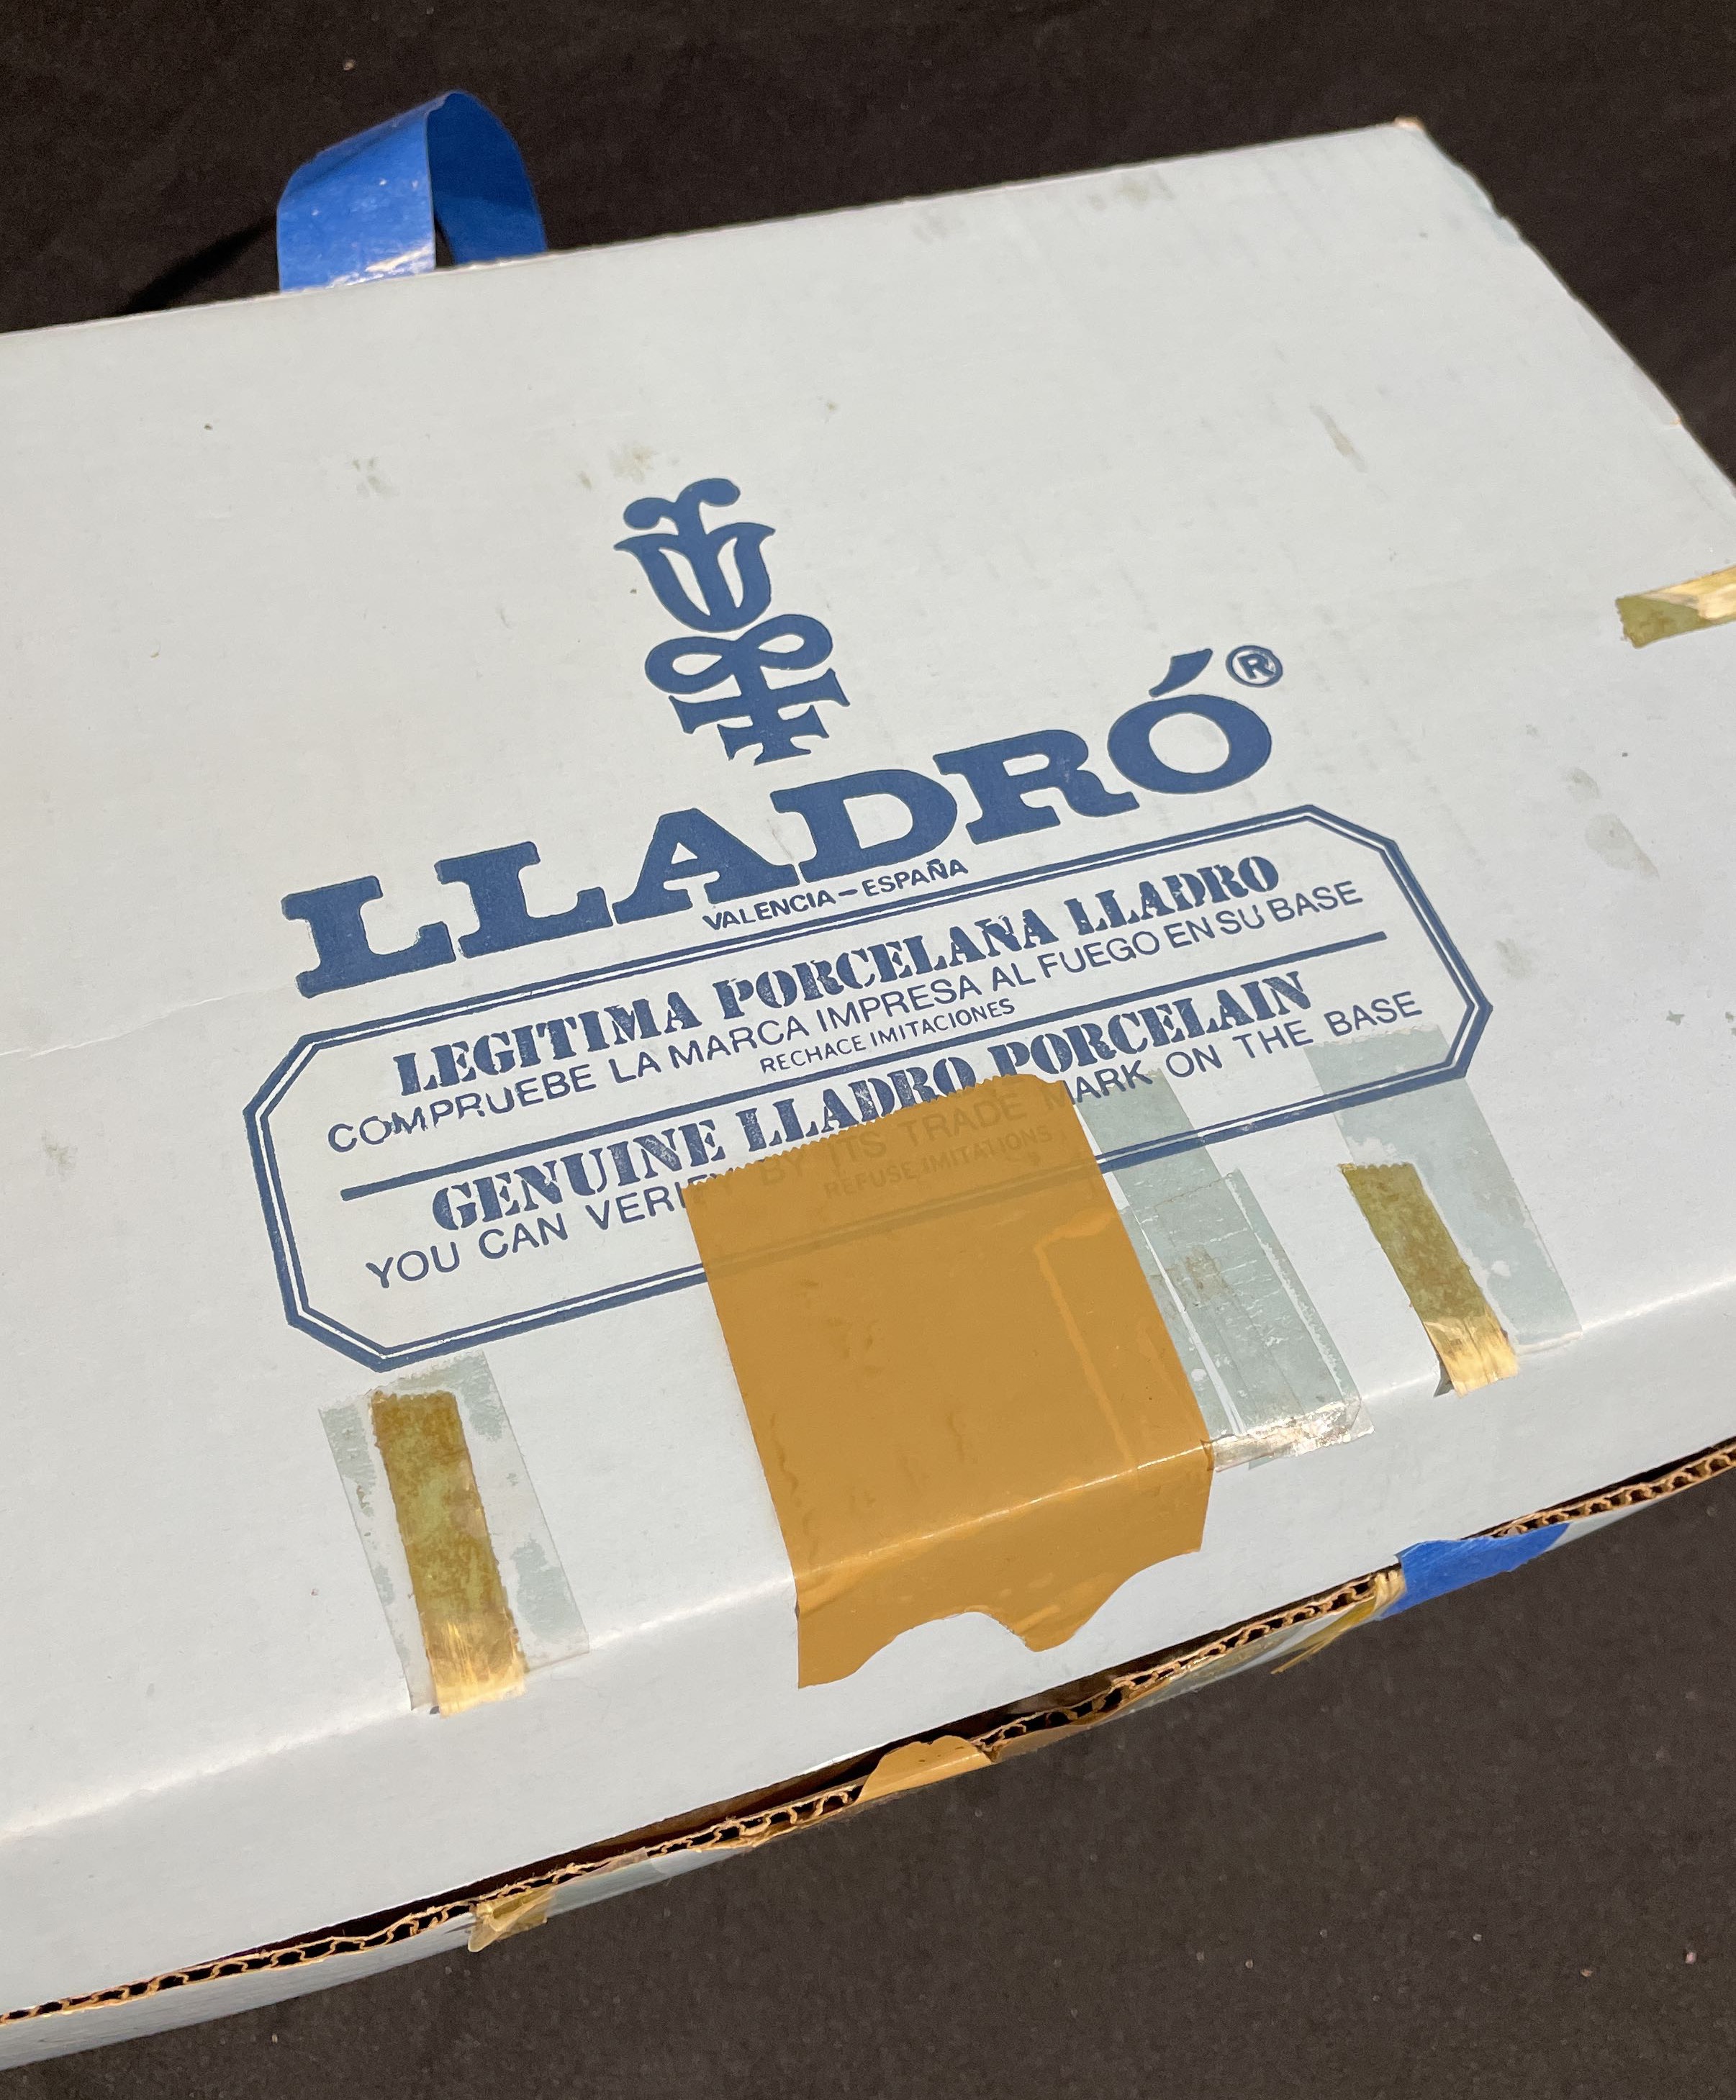 LLADRÓ®
VALENCIA-ESPAÑA
LEGITIMA PORCELANA LLADRO
COMPRUEBE LA MARCA IMPRESA AL FUEGO EN SU BASE
RECHACE IMITACIONES
GENUINE LLADRO PORCELAIN
YOU CAN VERIFY BY ITS TRADE MARK ON THE BASE
REFUSE IMITATIONS